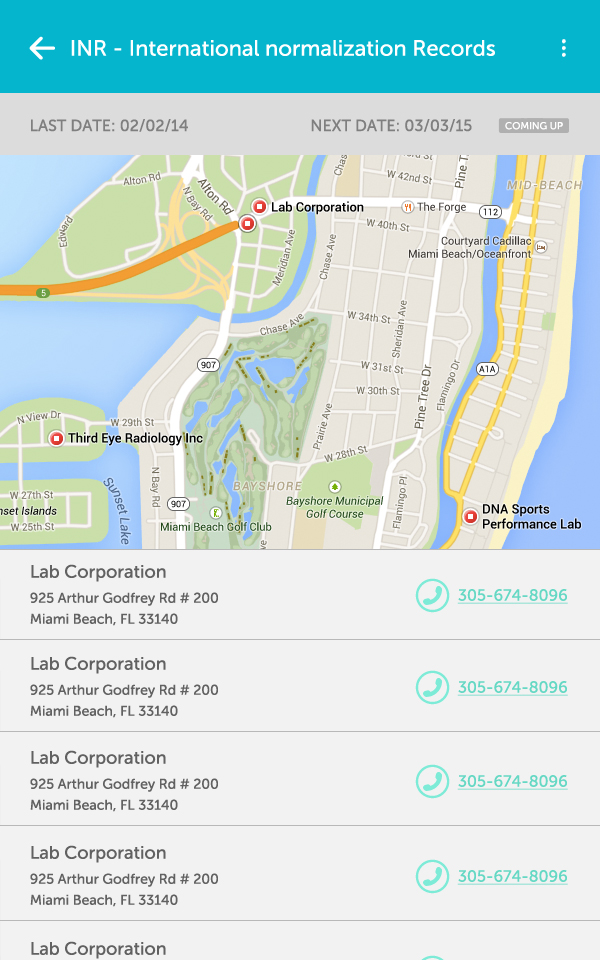 INR - International normalization Records
LAST DATE: 02/02/14
NEXT DATE: 03/03/15
COMING UP
Alton Rd
Edward
N Bay Rd
Alton Rd
Lab Corporation
Meridian Ave
Chase Ave
Chas
W 42nd St
Pine T
MID-BEACH
The Forge
112
W 40th St
Courtyard Cadillac
Miami Beach/Oceanfront
5
Chase Ave
W 34th St
Sheridan Ave
907
W 31st St
W 30th St
A1A
Pine Tree Dr
Flamingo Dr
Prairie Ave
N View Dr
W 29th St
Third Eye Radiology Inc
W 28th St
N Bay Rd
BAYSHORE
Flamingo Pl
W 27th St
Sunset Lake
907
Bayshore Municipal
Golf Course
nset Islands
W 25th St
Miami Beach Golf Club
DNA Sports
Performance Lab
Lab Corporation
925 Arthur Godfrey Rd # 200
Miami Beach, FL 33140
305-674-8096
Lab Corporation
925 Arthur Godfrey Rd # 200
Miami Beach, FL 33140
305-674-8096
Lab Corporation
925 Arthur Godfrey Rd # 200
Miami Beach, FL 33140
305-674-8096
Lab Corporation
925 Arthur Godfrey Rd # 200
Miami Beach, FL 33140
305-674-8096
Lab Corporation